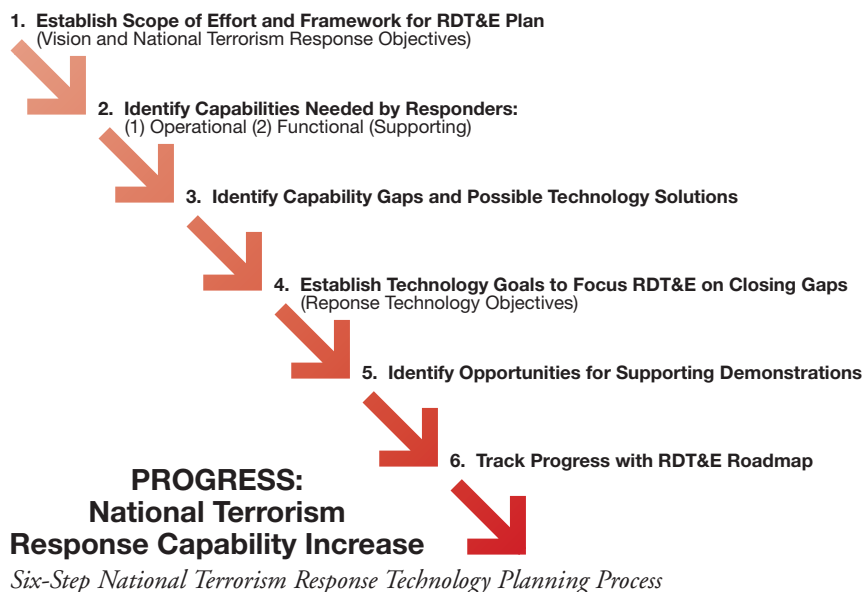 1. Establish Scope of Effort and Framework for RDT&E Plan
(Vision and National Terrorism Response Objectives)
2. Identify Capabilities Needed by Responders:
(1) Operational (2) Functional (Supporting)
3. Identify Capability Gaps and Possible Technology Solutions
4. Establish Technology Goals to Focus RDT&E on Closing Gaps
(Reponse Technology Objectives)
5. Identify Opportunities for Supporting Demonstrations
6. Track Progress with RDT&E Roadmap
PROGRESS:
National Terrorism
Response Capability Increase
Six-Step National Terrorism Response Technology Planning Process